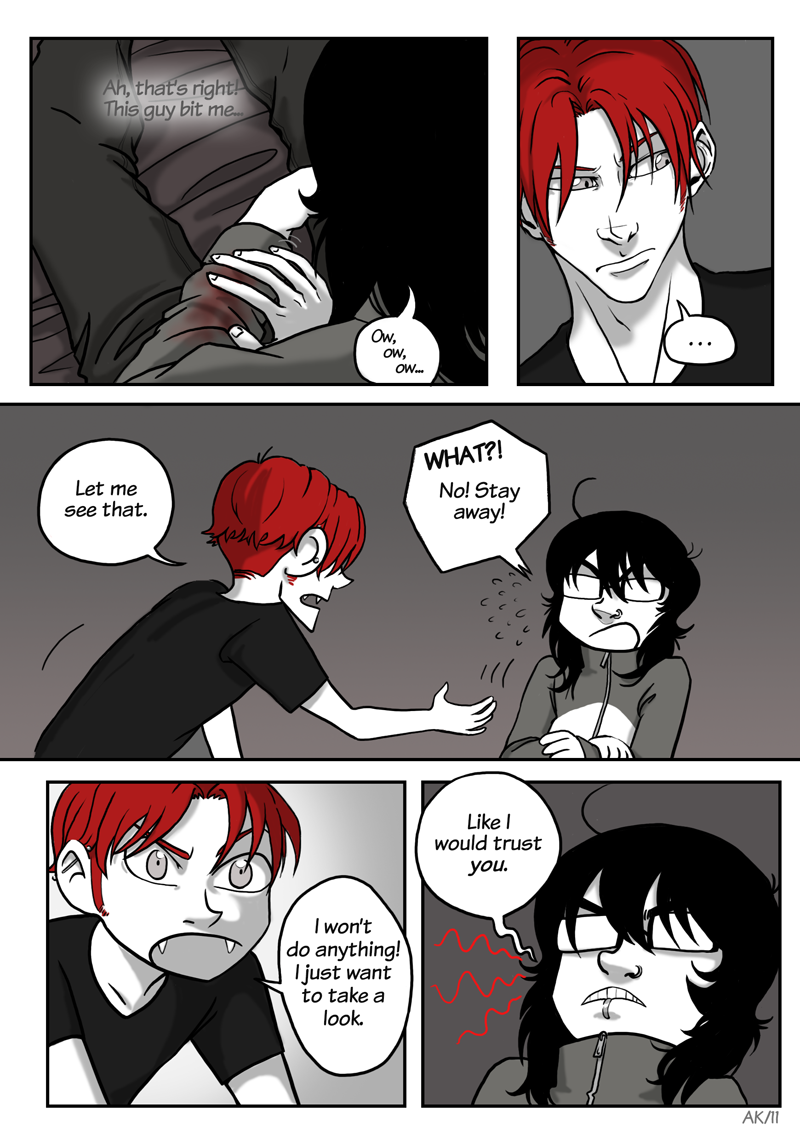 Ah, that's right!
This guy bit me...
Ow,
ow,
ow...
...
Let me
see that.
WHAT?!
No! Stay
away!
I won't
do anything!
I just want
to take a
look.
Like I
would trust
you.
AK/11